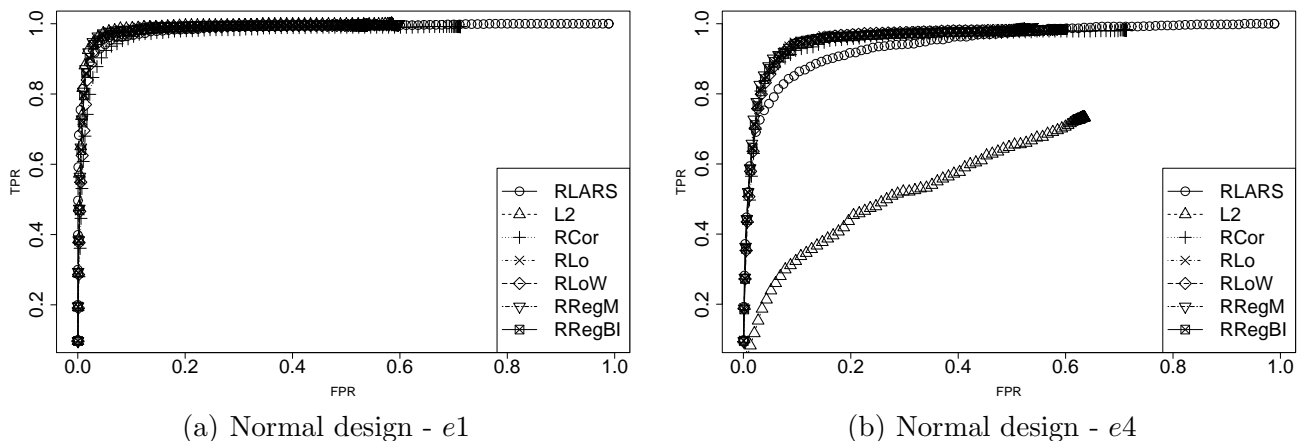 1.0
0.8
0.6
0.4
0.2
TPR
0.0 0.2 0.4 0.6 0.8 1.0
FPR
RLARS
L2
RCor
RLo
RLoW
RRegM
RRegBI
(a) Normal design - e1
1.0
0.8
0.6
0.4
0.2
TPR
0.0 0.2 0.4 0.6 0.8 1.0
FPR
RLARS
L2
RCor
RLo
RLoW
RRegM
RRegBI
(b) Normal design - e4